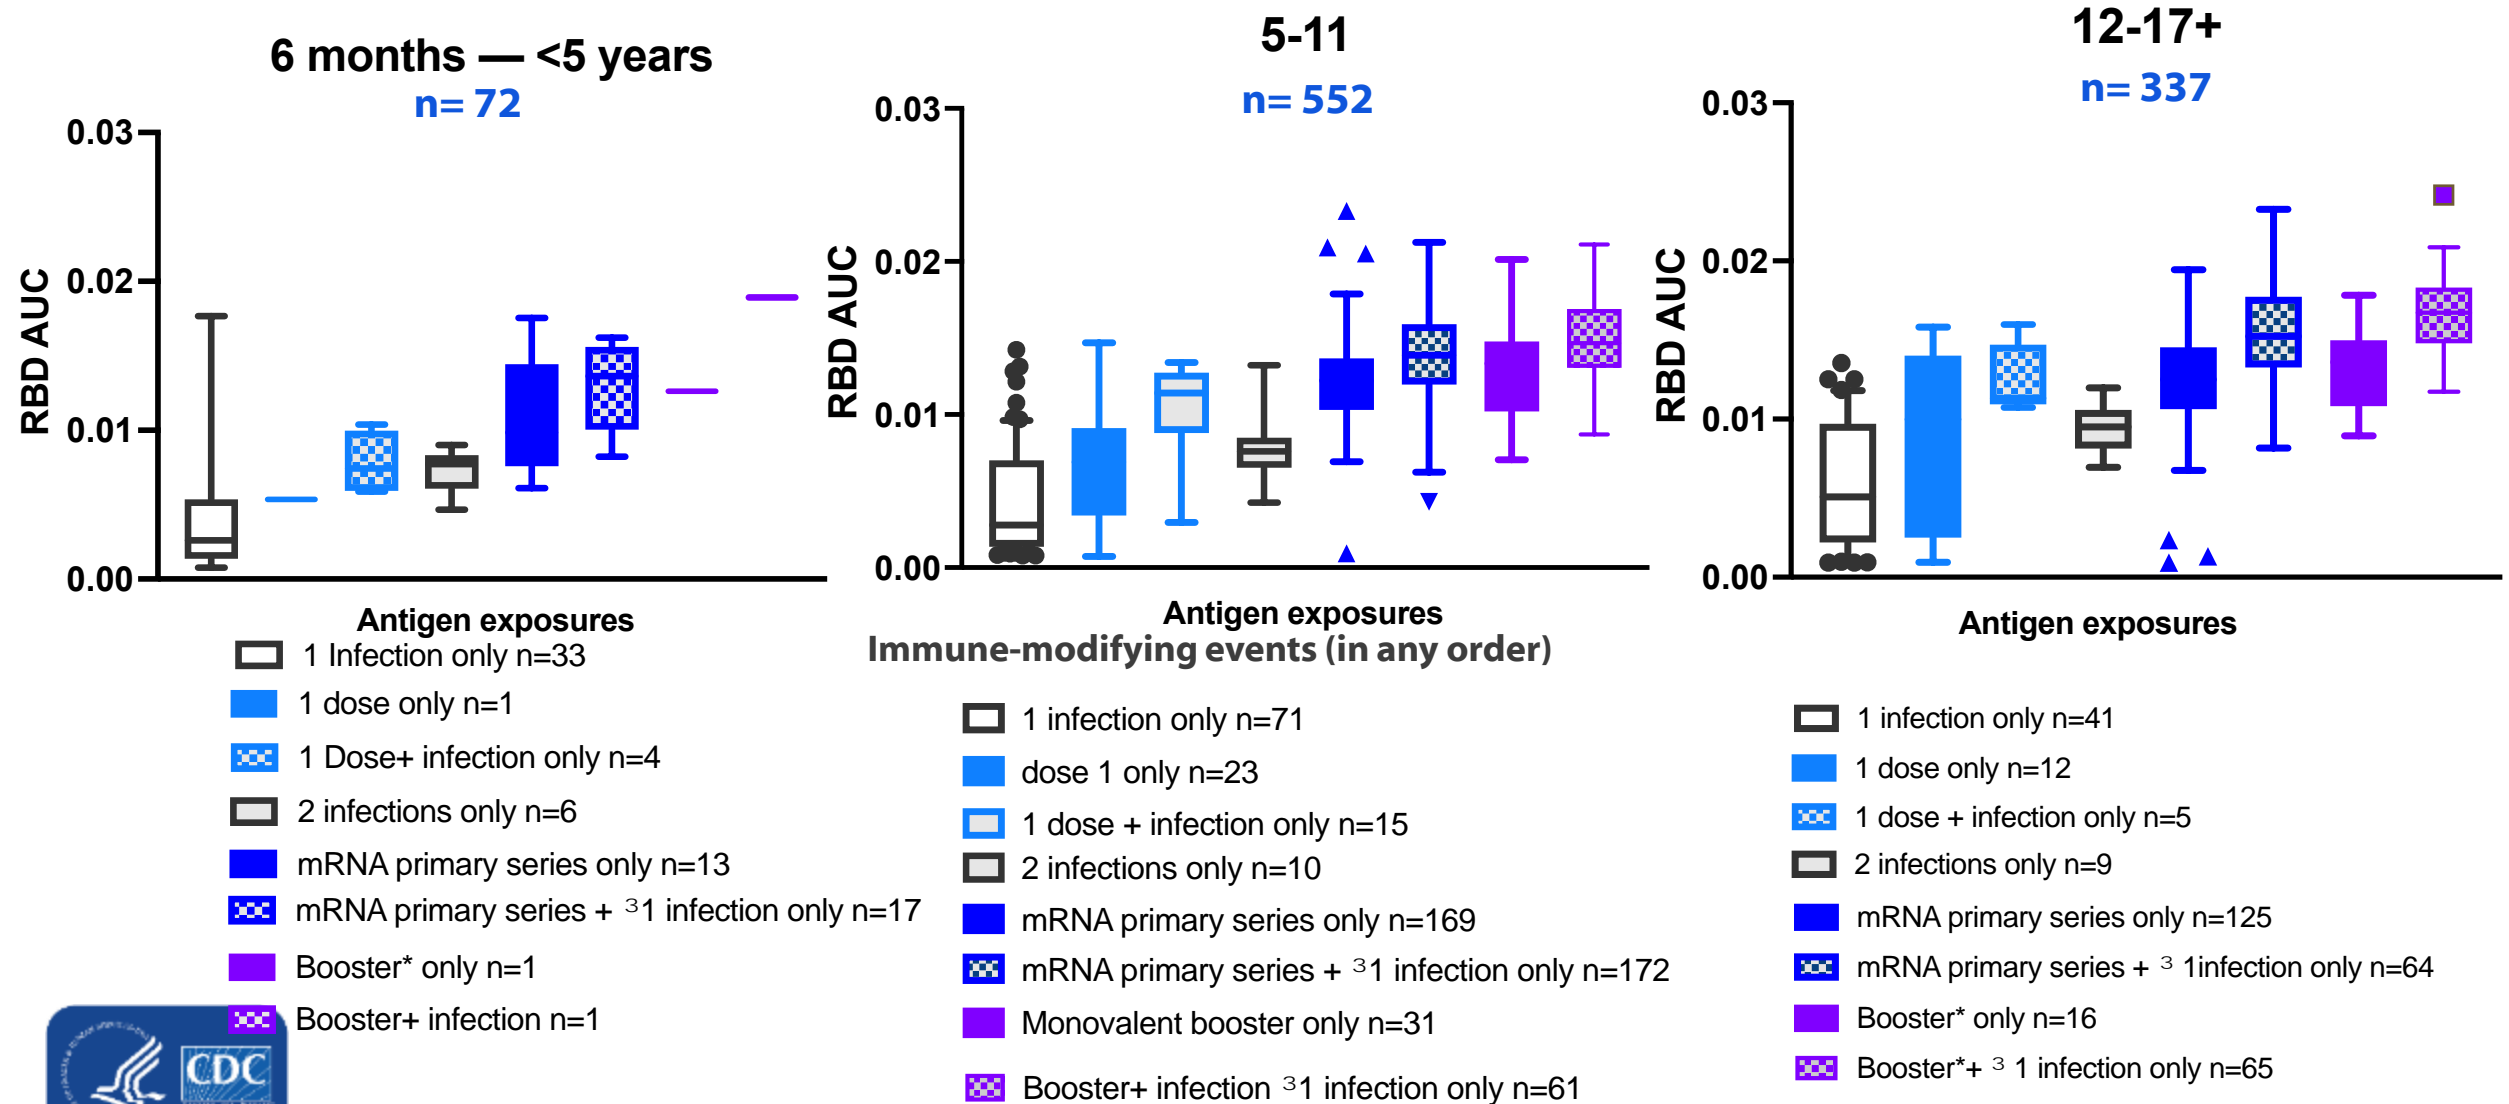 6 months — <5 years
n= 72
0.03
0.02
0.01
0.00
RBD AUC
Antigen exposures
1 Infection only n=33
1 dose only n=1
1 Dose+ infection only n=4
2 infections only n=6
mRNA primary series only n=13
mRNA primary series + ³1 infection only n=17
Booster* only n=1
Booster+ infection n=1
CDC
5-11
n= 552
0.03
0.02
0.01
0.00
RBD AUC
Antigen exposures
Immune-modifying events (in any order)
1 infection only n=71
dose 1 only n=23
1 dose + infection only n=15
2 infections only n=10
mRNA primary series only n=169
mRNA primary series + ³1 infection only n=172
Monovalent booster only n=31
Booster+ infection ³1 infection only n=61
12-17+
n= 337
0.03
0.02
0.01
0.00
RBD AUC
Antigen exposures
1 infection only n=41
1 dose only n=12
1 dose + infection only n=5
2 infections only n=9
mRNA primary series only n=125
mRNA primary series + ³ 1infection only n=64
Booster* only n=16
Booster*+ ³ 1 infection only n=65